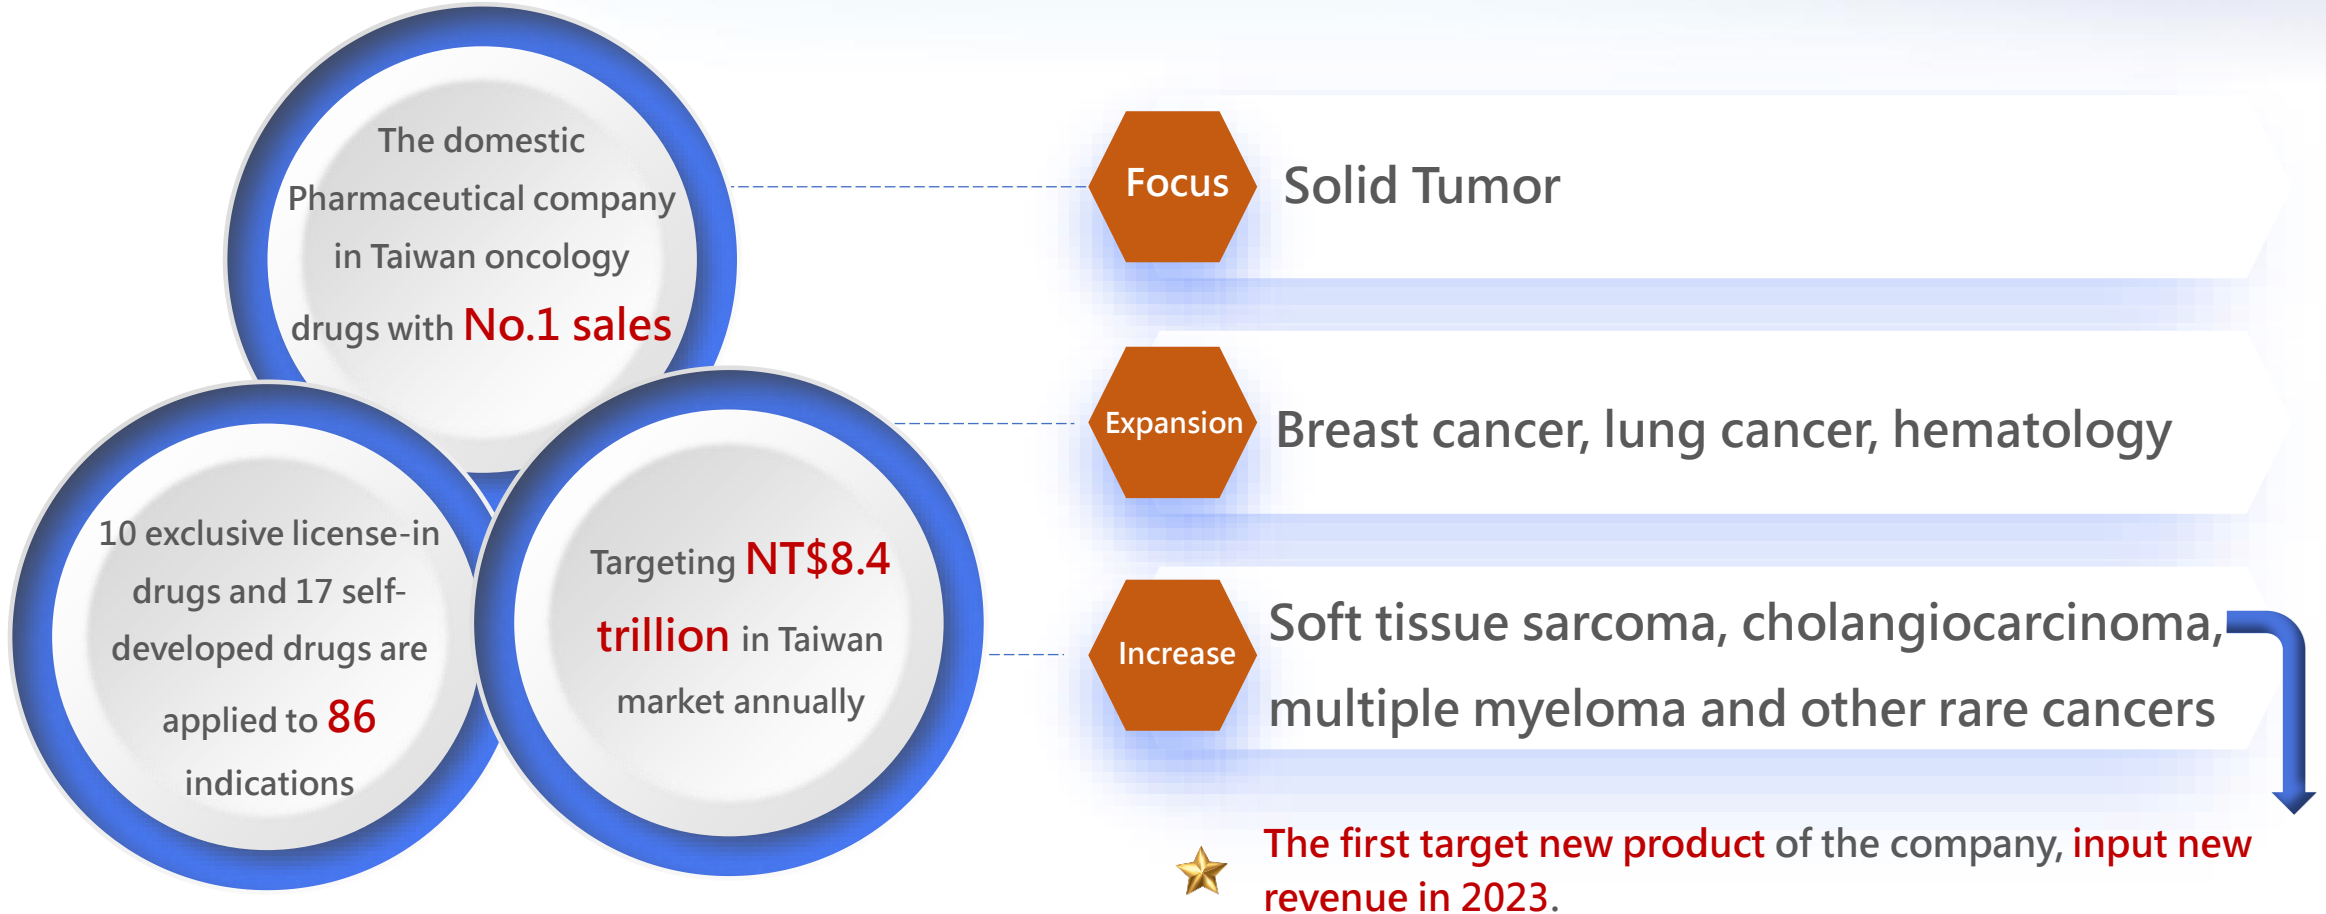 The domestic
Pharmaceutical company
in Taiwan oncology
drugs with No.1 sales
10 exclusive license-in
drugs and 17 self-
developed drugs are
applied to 86
indications
Targeting NT$8.4
trillion in Taiwan
market annually
Focus
Solid Tumor
Expansion
Breast cancer, lung cancer, hematology
Increase
Soft tissue sarcoma, cholangiocarcinoma,
multiple myeloma and other rare cancers
The first target new product of the company, input new
revenue in 2023.